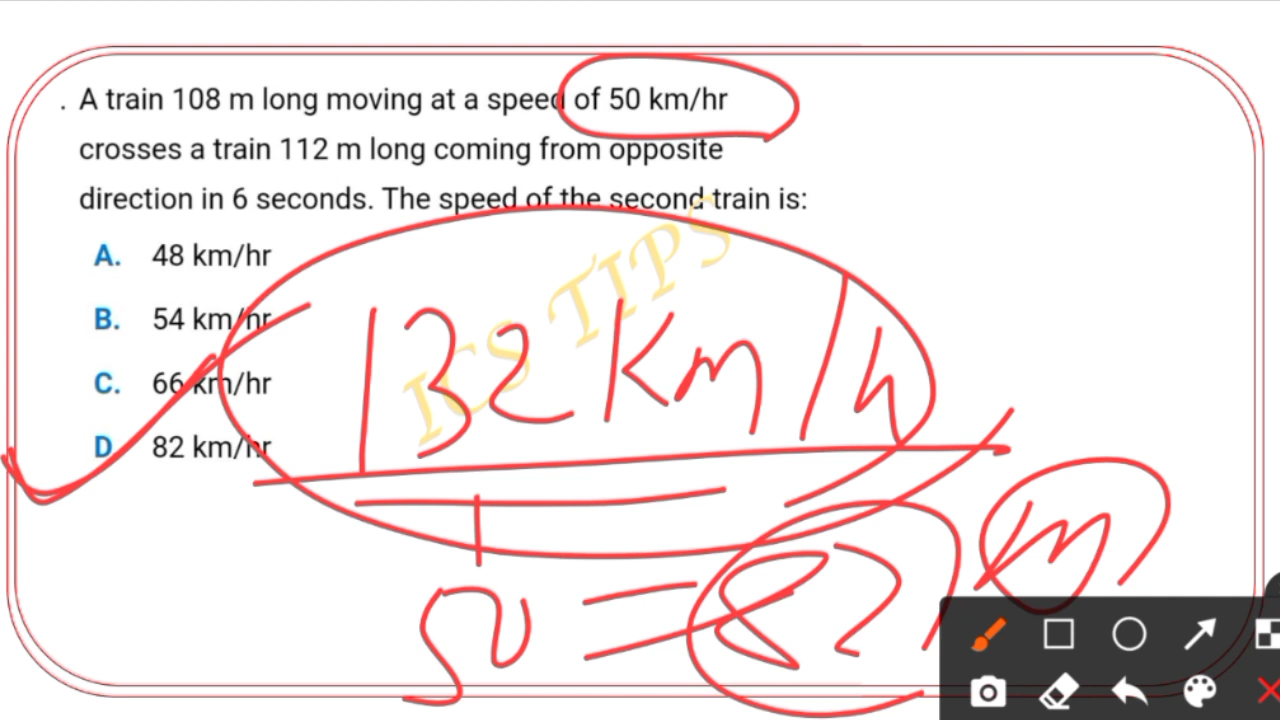 . A train 108 m long moving at a speed of 50 km/hr
crosses a train 112 m long coming from opposite
direction in 6 seconds. The speed of the second train is:
A. 48 km/hr
B. 54 km/hr
C. 66 km/hr
D. 82 km/hr
ICS TIPS
132 km/h
50 = 82